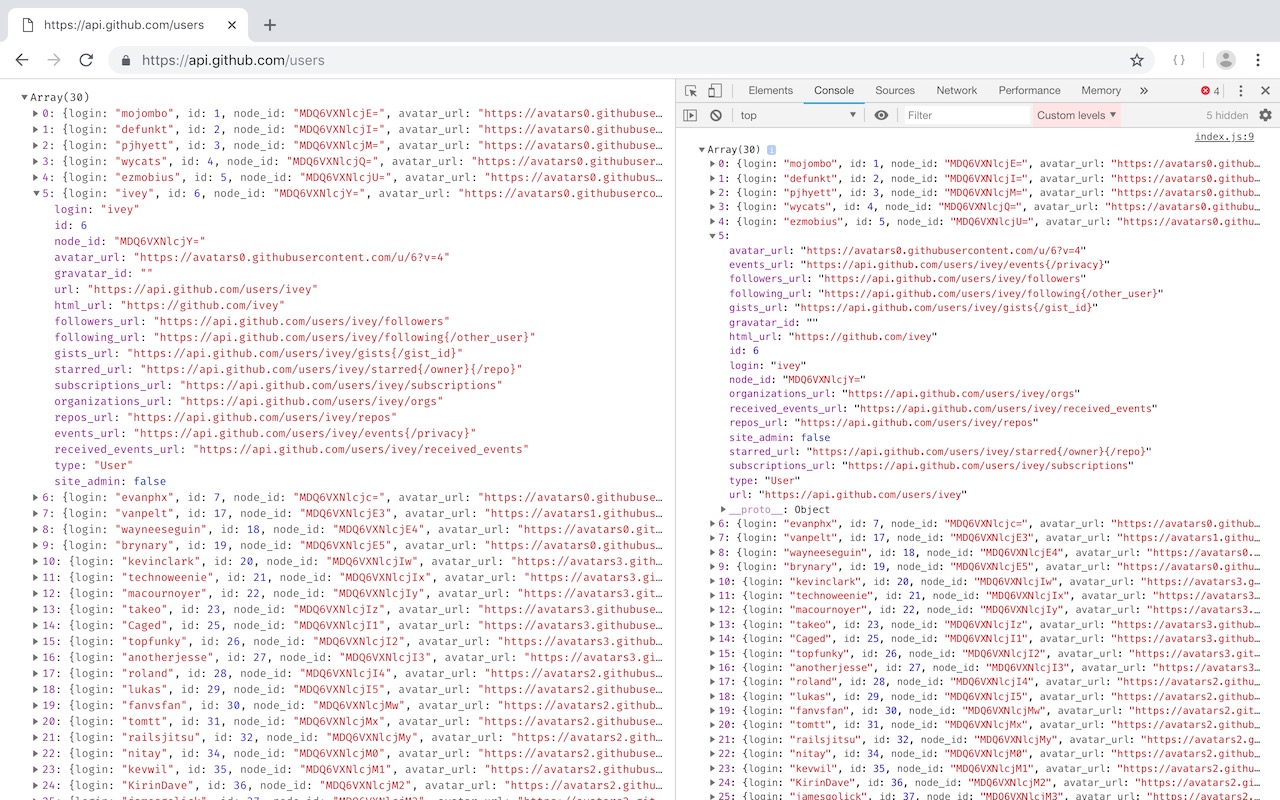 https://api.github.com/users
https://api.github.com/users
Array(30)
0: {login: "mojombo", id: 1, node_id: "MDQ6VXNlcjE=", avatar_url: "https://avatars0.githubuse…
1: {login: "defunkt", id: 2, node_id: "MDQ6VXNlcjI=", avatar_url: "https://avatars0.githubuse…
2: {login: "pjhyett", id: 3, node_id: "MDQ6VXNlcjM=", avatar_url: "https://avatars0.githubuse…
3: {login: "wycats", id: 4, node_id: "MDQ6VXNlcjQ=", avatar_url: "https://avatars0.githubuser…
4: {login: "ezmobius", id: 5, node_id: "MDQ6VXNlcjU=", avatar_url: "https://avatars0.githubus…
5: {login: "ivey", id: 6, node_id: "MDQ6VXNlcjY=", avatar_url: "https://avatars0.githubuserco…
login: "ivey"
id: 6
node_id: "MDQ6VXNlcjY="
avatar_url: "https://avatars0.githubusercontent.com/u/6?v=4"
gravatar_id: ""
url: "https://api.github.com/users/ivey"
html_url: "https://github.com/ivey"
followers_url: "https://api.github.com/users/ivey/followers"
following_url: "https://api.github.com/users/ivey/following{/other_user}"
gists_url: "https://api.github.com/users/ivey/gists{/gist_id}"
starred_url: "https://api.github.com/users/ivey/starred{/owner}{/repo}"
subscriptions_url: "https://api.github.com/users/ivey/subscriptions"
organizations_url: "https://api.github.com/users/ivey/orgs"
repos_url: "https://api.github.com/users/ivey/repos"
events_url: "https://api.github.com/users/ivey/events{/privacy}"
received_events_url: "https://api.github.com/users/ivey/received_events"
type: "User"
site_admin: false
6: {login: "evanphx", id: 7, node_id: "MDQ6VXNlcjc=", avatar_url: "https://avatars0.githubuse…
7: {login: "vanpelt", id: 17, node_id: "MDQ6VXNlcjE3", avatar_url: "https://avatars1.githubus…
8: {login: "wayneeseguin", id: 18, node_id: "MDQ6VXNlcjE4", avatar_url: "https://avatars0.git…
9: {login: "brynary", id: 19, node_id: "MDQ6VXNlcjE5", avatar_url: "https://avatars0.githubus…
10: {login: "kevinclark", id: 20, node_id: "MDQ6VXNlcjIw", avatar_url: "https://avatars3.git…
11: {login: "technoweenie", id: 21, node_id: "MDQ6VXNlcjIx", avatar_url: "https://avatars3.gi…
12: {login: "macournoyer", id: 22, node_id: "MDQ6VXNlcjIy", avatar_url: "https://avatars3.git…
13: {login: "takeo", id: 23, node_id: "MDQ6VXNlcjIz", avatar_url: "https://avatars3.githubuse…
14: {login: "Caged", id: 25, node_id: "MDQ6VXNlcjI1", avatar_url: "https://avatars3.githubuse…
15: {login: "topfunky", id: 26, node_id: "MDQ6VXNlcjI2", avatar_url: "https://avatars3.github…
16: {login: "anotherjesse", id: 27, node_id: "MDQ6VXNlcjI3", avatar_url: "https://avatars3.gi…
17: {login: "roland", id: 28, node_id: "MDQ6VXNlcjI4", avatar_url: "https://avatars2.githubus…
18: {login: "lukas", id: 29, node_id: "MDQ6VXNlcjI5", avatar_url: "https://avatars2.githubuse…
19: {login: "fanvsfan", id: 30, node_id: "MDQ6VXNlcjMw", avatar_url: "https://avatars2.github…
20: {login: "tomtt", id: 31, node_id: "MDQ6VXNlcjMx", avatar_url: "https://avatars2.githubuse…
21: {login: "railsjitsu", id: 32, node_id: "MDQ6VXNlcjMy", avatar_url: "https://avatars2.gith…
22: {login: "nitay", id: 34, node_id: "MDQ6VXNlcjM0", avatar_url: "https://avatars2.githubuse…
23: {login: "kevwil", id: 35, node_id: "MDQ6VXNlcjM1", avatar_url: "https://avatars2.githubus…
24: {login: "KirinDave", id: 36, node_id: "MDQ6VXNlcjM2", avatar_url: "https://avatars2.githu…
Elements Console Sources Network Performance Memory 4
top Filter Custom levels 5 hidden
index.js:9
Array(30)
0: {login: "mojombo", id: 1, node_id: "MDQ6VXNlcjE=", avatar_url: "https://avatars0.githu…
1: {login: "defunkt", id: 2, node_id: "MDQ6VXNlcjI=", avatar_url: "https://avatars0.githu…
2: {login: "pjhyett", id: 3, node_id: "MDQ6VXNlcjM=", avatar_url: "https://avatars0.githu…
3: {login: "wycats", id: 4, node_id: "MDQ6VXNlcjQ=", avatar_url: "https://avatars0.github…
4: {login: "ezmobius", id: 5, node_id: "MDQ6VXNlcjU=", avatar_url: "https://avatars0.gith…
5:
avatar_url: "https://avatars0.githubusercontent.com/u/6?v=4"
events_url: "https://api.github.com/users/ivey/events{/privacy}"
followers_url: "https://api.github.com/users/ivey/followers"
following_url: "https://api.github.com/users/ivey/following{/other_user}"
gists_url: "https://api.github.com/users/ivey/gists{/gist_id}"
gravatar_id: ""
html_url: "https://github.com/ivey"
id: 6
login: "ivey"
node_id: "MDQ6VXNlcjY="
organizations_url: "https://api.github.com/users/ivey/orgs"
received_events_url: "https://api.github.com/users/ivey/received_events"
repos_url: "https://api.github.com/users/ivey/repos"
site_admin: false
starred_url: "https://api.github.com/users/ivey/starred{/owner}{/repo}"
subscriptions_url: "https://api.github.com/users/ivey/subscriptions"
type: "User"
url: "https://api.github.com/users/ivey"
__proto__: Object
6: {login: "evanphx", id: 7, node_id: "MDQ6VXNlcjc=", avatar_url: "https://avatars0.githu…
7: {login: "vanpelt", id: 17, node_id: "MDQ6VXNlcjE3", avatar_url: "https://avatars1.gith…
8: {login: "wayneeseguin", id: 18, node_id: "MDQ6VXNlcjE4", avatar_url: "https://avatars0.…
9: {login: "brynary", id: 19, node_id: "MDQ6VXNlcjE5", avatar_url: "https://avatars0.gith…
10: {login: "kevinclark", id: 20, node_id: "MDQ6VXNlcjIw", avatar_url: "https://avatars3.g…
11: {login: "technoweenie", id: 21, node_id: "MDQ6VXNlcjIx", avatar_url: "https://avatars3…
12: {login: "macournoyer", id: 22, node_id: "MDQ6VXNlcjIy", avatar_url: "https://avatars3.…
13: {login: "takeo", id: 23, node_id: "MDQ6VXNlcjIz", avatar_url: "https://avatars3.githu…
14: {login: "Caged", id: 25, node_id: "MDQ6VXNlcjI1", avatar_url: "https://avatars3.githu…
15: {login: "topfunky", id: 26, node_id: "MDQ6VXNlcjI2", avatar_url: "https://avatars3.git…
16: {login: "anotherjesse", id: 27, node_id: "MDQ6VXNlcjI3", avatar_url: "https://avatars3…
17: {login: "roland", id: 28, node_id: "MDQ6VXNlcjI4", avatar_url: "https://avatars2.githu…
18: {login: "lukas", id: 29, node_id: "MDQ6VXNlcjI5", avatar_url: "https://avatars2.githu…
19: {login: "fanvsfan", id: 30, node_id: "MDQ6VXNlcjMw", avatar_url: "https://avatars2.git…
20: {login: "tomtt", id: 31, node_id: "MDQ6VXNlcjMx", avatar_url: "https://avatars2.githu…
21: {login: "railsjitsu", id: 32, node_id: "MDQ6VXNlcjMy", avatar_url: "https://avatars2.g…
22: {login: "nitay", id: 34, node_id: "MDQ6VXNlcjM0", avatar_url: "https://avatars2.githu…
23: {login: "kevwil", id: 35, node_id: "MDQ6VXNlcjM1", avatar_url: "https://avatars2.githu…
24: {login: "KirinDave", id: 36, node_id: "MDQ6VXNlcjM2", avatar_url: "https://avatars2.gi…
25: {login: "jamesgolick", id: 37, node_id: "MDQ6VXNlcjM3", avatar_url: "https://avatars2.